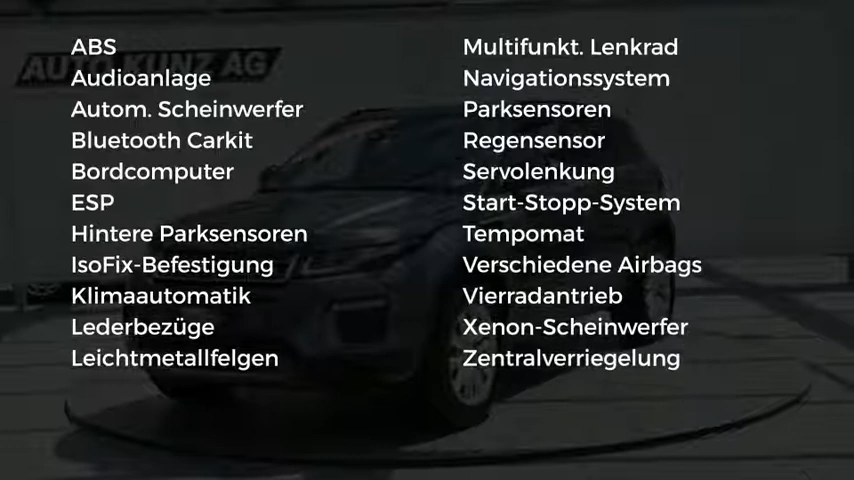 AUTO KUNZ AG
ABS
Audioanlage
Autom. Scheinwerfer
Bluetooth Carkit
Bordcomputer
ESP
Hintere Parksensoren
IsoFix-Befestigung
Klimaautomatik
Lederbezüge
Leichtmetallfelgen
Multifunkt. Lenkrad
Navigationssystem
Parksensoren
Regensensor
Servolenkung
Start-Stopp-System
Tempomat
Verschiedene Airbags
Vierradantrieb
Xenon-Scheinwerfer
Zentralverriegelung